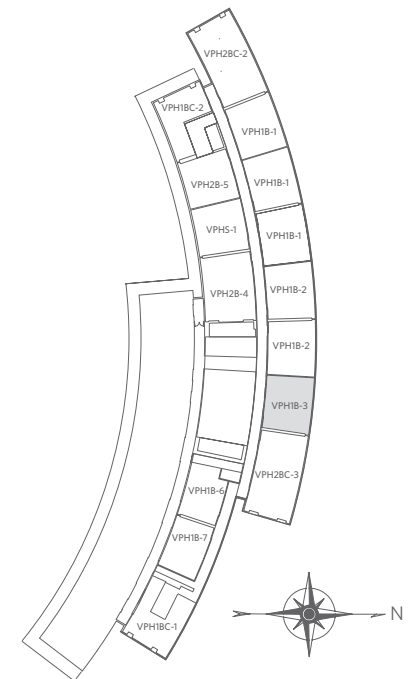 VPH2BC-2
VPH1BC-2
VPH1B-1
VPH2B-5
VPH1B-1
VPHS-1
VPH1B-1
VPH2B-4
VPH1B-2
VPH1B-2
VPH1B-3
VPH2BC-3
VPH1B-6
VPH1B-7
VPH1BC-1
N